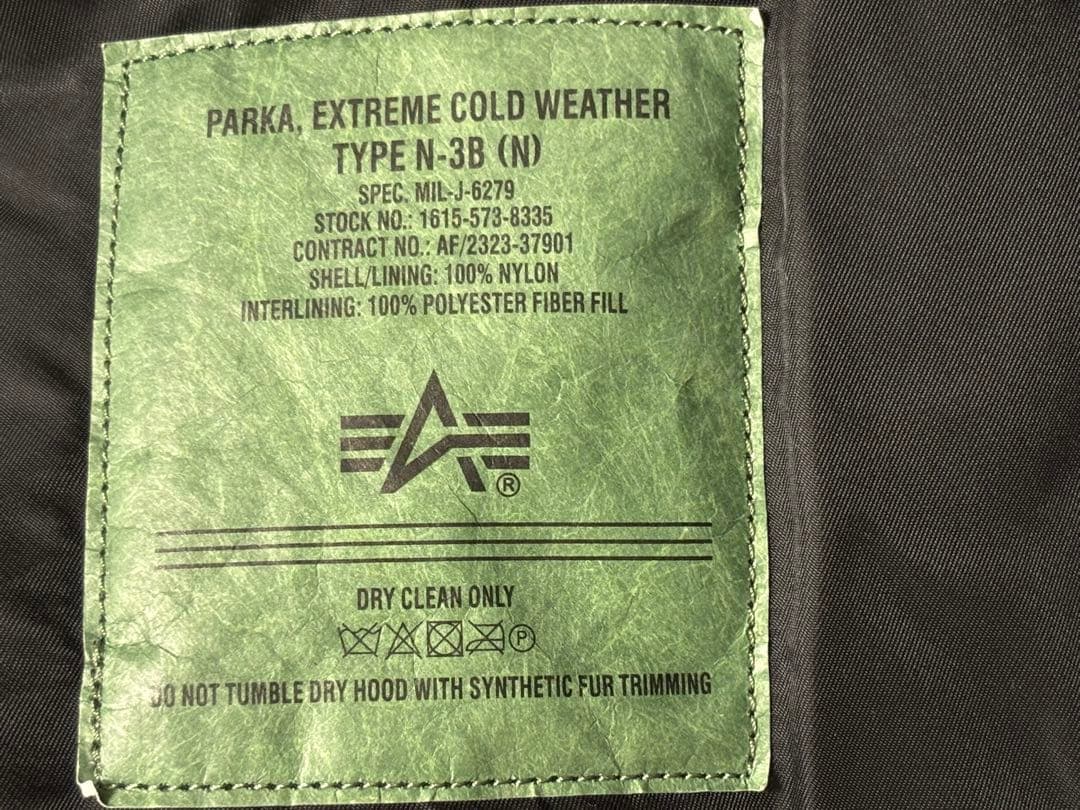 PARKA, EXTREME COLD WEATHER
TYPE N-3B (N)
SPEC. MIL-J-6279
STOCK NO.: 1615-573-8335
CONTRACT NO.: AF/2323-37901
SHELL/LINING: 100% NYLON
INTERLINING: 100% POLYESTER FIBER FILL
®
DRY CLEAN ONLY
P
DO NOT TUMBLE DRY HOOD WITH SYNTHETIC FUR TRIMMING